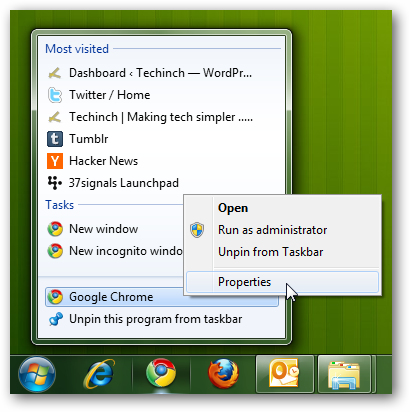 Most visited
Dashboard ‹ Techinch — WordPr...
Twitter / Home
Techinch | Making tech simpler .....
Tumblr
Hacker News
37signals Launchpad
Tasks
New window
New incognito windo
Open
Run as administrator
Unpin from Taskbar
Properties
Google Chrome
Unpin this program from taskbar